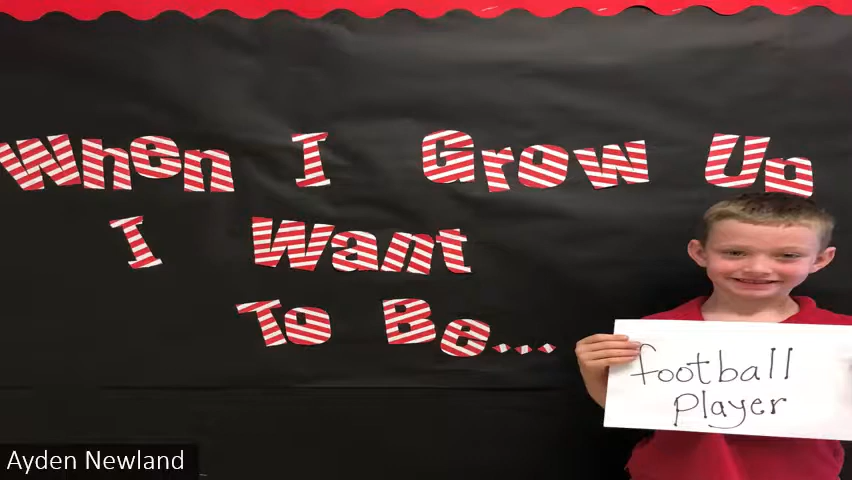 When I Grow Up
I Want
To Be...
football
player
Ayden Newland